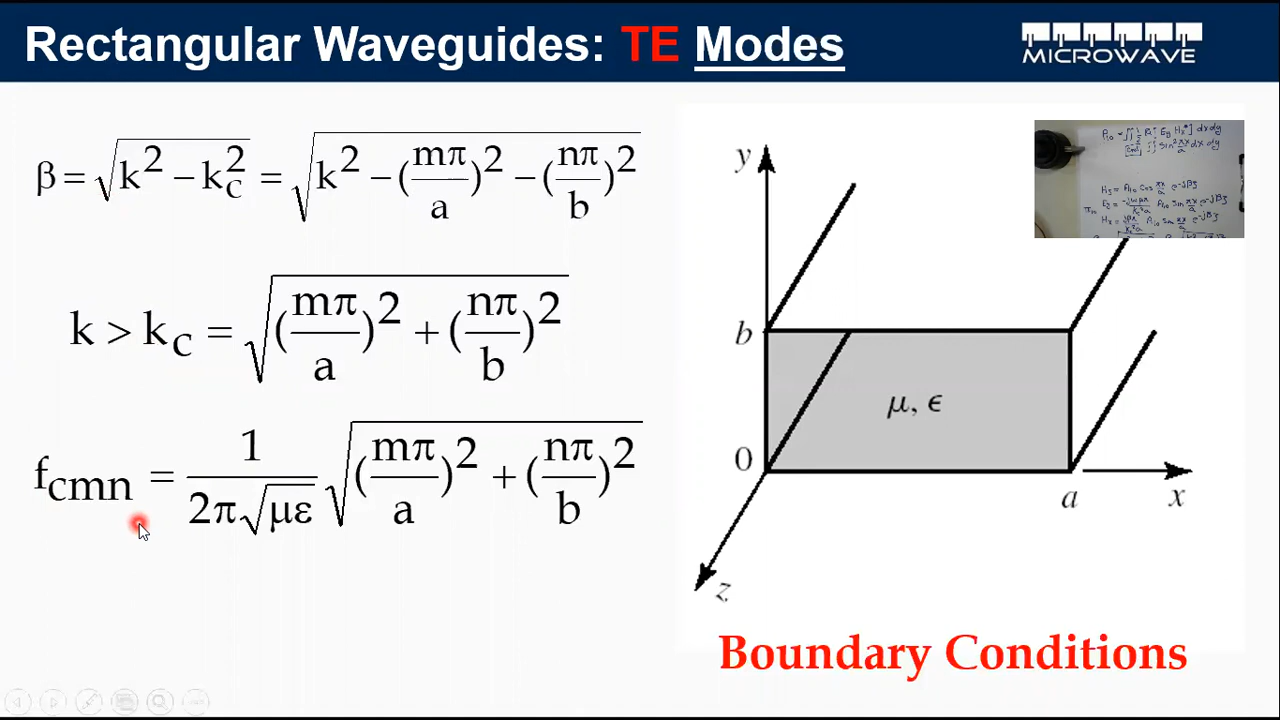 Rectangular Waveguides: TE Modes
MICROWAVE
β = √(k² − k_c²) = √(k² − (mπ/a)² − (nπ/b)²)
k > k_c = √((mπ/a)² + (nπ/b)²)
f_cmn = 1/(2π√με) √((mπ/a)² + (nπ/b)²)
y
b
μ, ϵ
0
a
x
z
Boundary Conditions